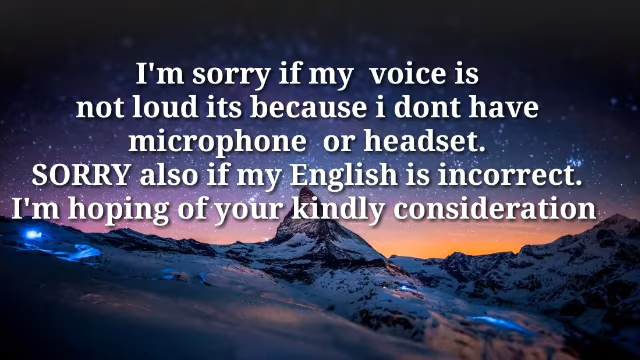 I'm sorry if my voice is
not loud its because i dont have
microphone or headset.
SORRY also if my English is incorrect.
I'm hoping of your kindly consideration